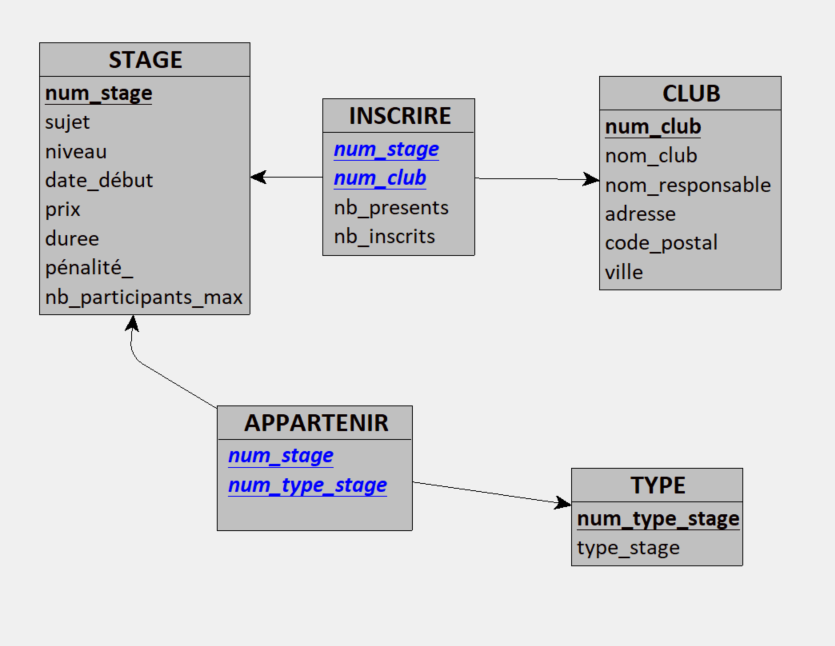 STAGE
num_stage
sujet
niveau
date_début
prix
duree
pénalité_
nb_participants_max
INSCRIRE
num_stage
num_club
nb_presents
nb_inscrits
CLUB
num_club
nom_club
nom_responsable
adresse
code_postal
ville
APPARTENIR
num_stage
num_type_stage
TYPE
num_type_stage
type_stage